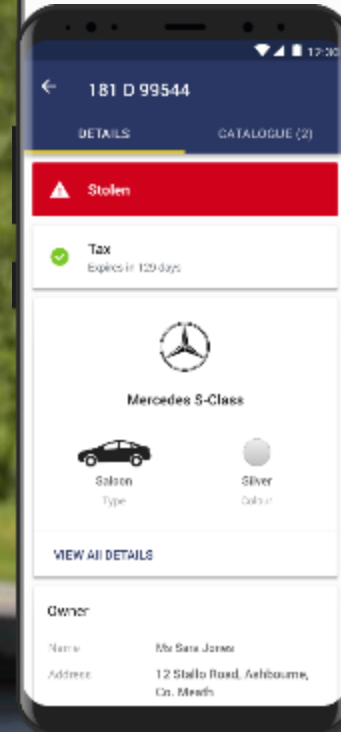 12:30
181 D 99544
DETAILS
CATALOGUE (2)
Stolen
Tax
Expires in 129 days
Mercedes S-Class
Saloon
Silver
Type
Colour
VIEW All DETAILS
Owner
Name
Ms Sara Jones
Address
12 Stallo Road, Ashbourne,
Co. Meath